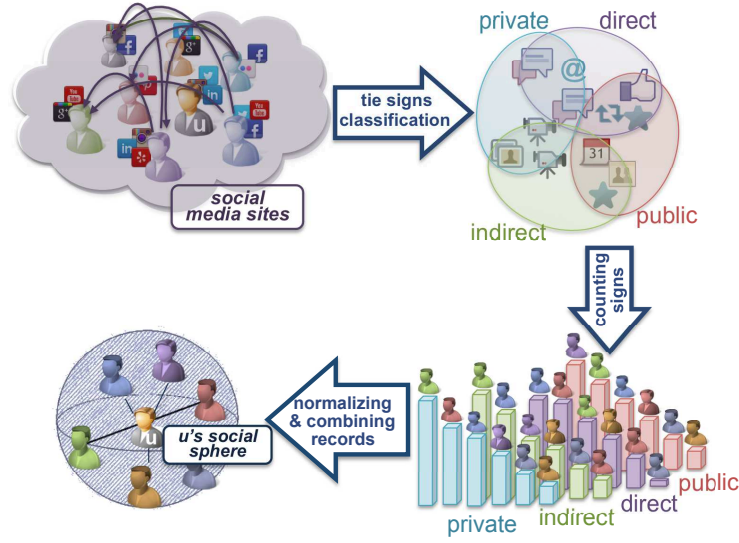 private
direct
@
tie signs
classification
u
31
social
media sites
public
indirect
counting
signs
normalizing
& combining
records
u
u's social
sphere
public
direct
indirect
private